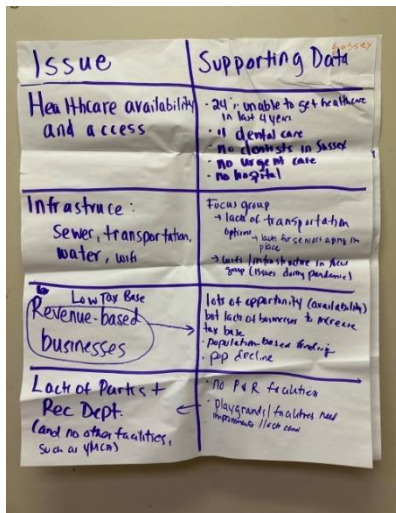 Sussex
Issue
Supporting Data
Healthcare availability
and access
· 24% unable to get healthcare
in last 4 years
· " dental care
· no dentists in Sussex
· no urgent care
· no hospital
Infrastruce:
sewer, transportation,
water, wifi
Focus group
→ lack of transportation
options
→ lack for seniors aging in
place
→ wifi/infrastructure in focus
group (issues during pandemic)
Low Tax Base
Revenue-based
businesses
lots of opportunity (availability)
but lack of businesses to increase
tax base
· population-based funding
· pop decline
Lack of Parks +
Rec Dept.
(and no other facilities,
such as YMCA)
· no P&R facilities
· playgrounds/facilities need
improvements/lack